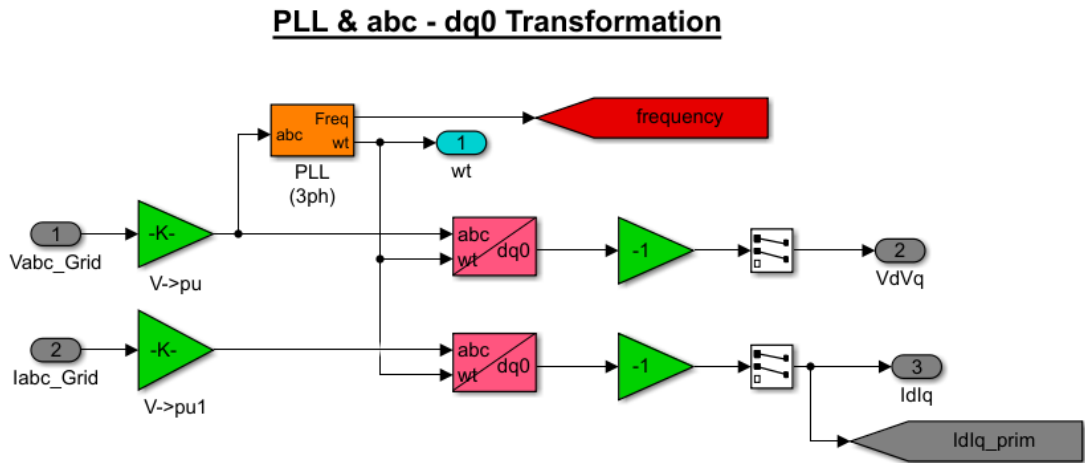 PLL & abc - dq0 Transformation
Freq
frequency
abc
wt
1
PLL
(3ph)
wt
1
-K-
abc
dq0
-1
2
Vabc_Grid
wt
VdVq
V->pu
2
-K-
abc
dq0
-1
3
Iabc_Grid
wt
IdIq
V->pu1
IdIq_prim